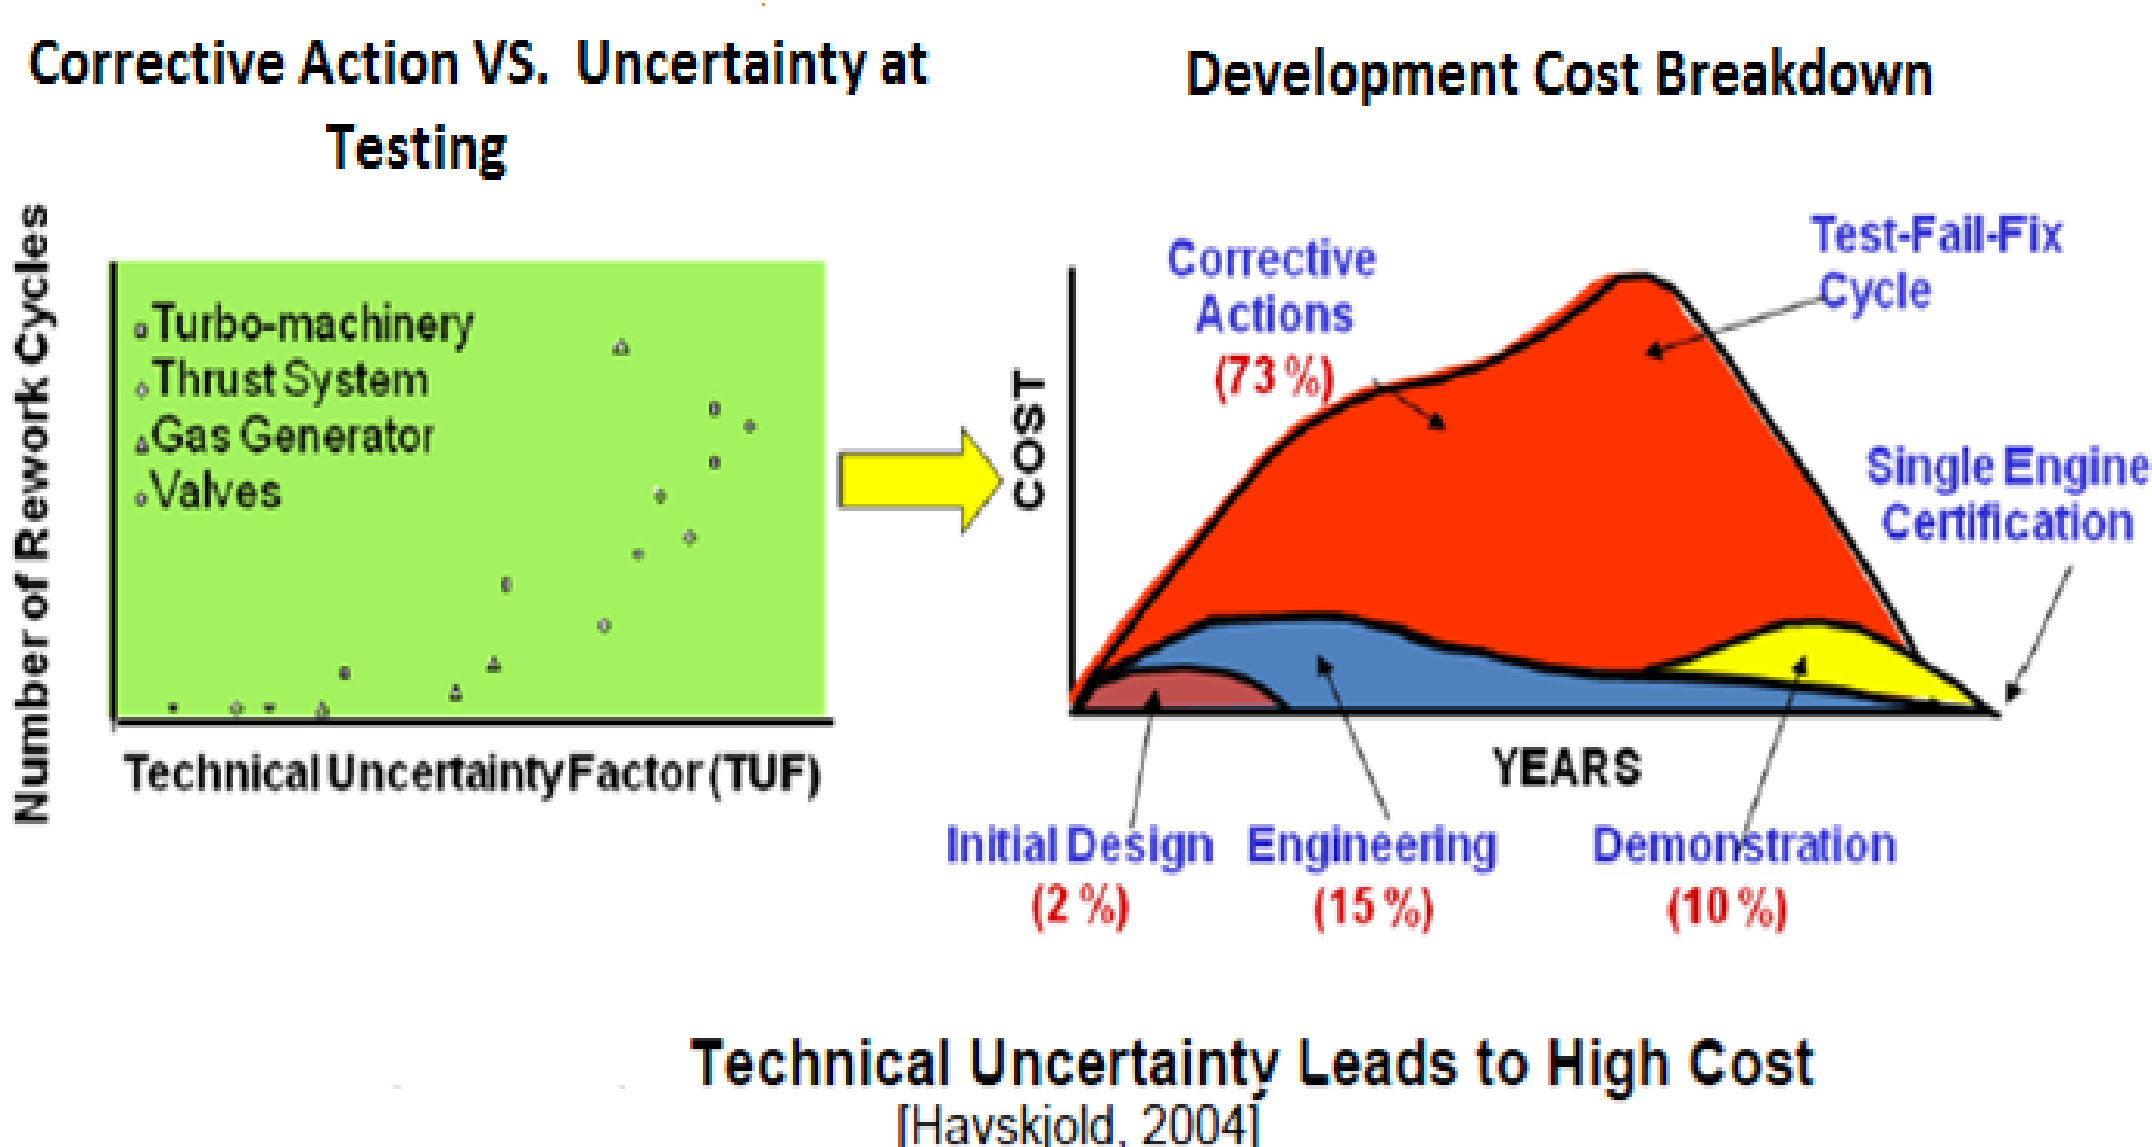 Corrective Action VS. Uncertainty at
Testing
Number of Rework Cycles
Turbo-machinery
Thrust System
Gas Generator
Valves
Technical Uncertainty Factor (TUF)
Development Cost Breakdown
COST
Corrective
Actions
(73 %)
Test-Fail-Fix
Cycle
Single Engine
Certification
YEARS
Initial Design
(2 %)
Engineering
(15 %)
Demonstration
(10 %)
Technical Uncertainty Leads to High Cost
[Havskjold, 2004]